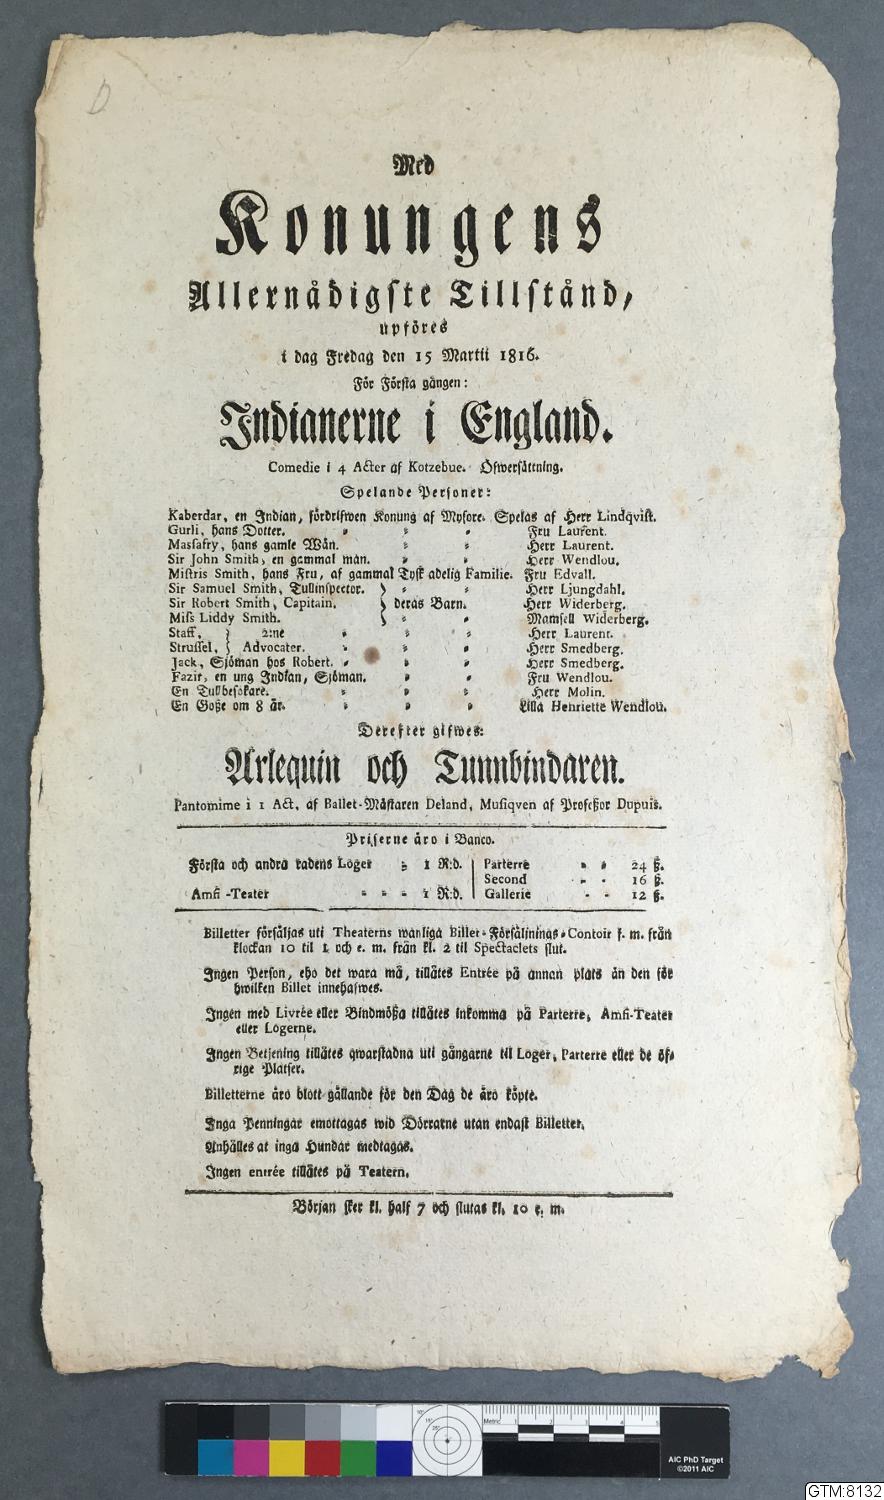 D
Med
Konungens
Allernådigste Tillstånd,
upföres
i dag Fredag den 15 Martii 1816.
För Första gången:
Indianerne i England.
Comedie i 4 Acter af Kotzebue. Öfwersättning.
Spelande Personer:
Kaberdar, en Indian, fördrifwen Konung af Mysore. Spelas af Herr Lindqvist.
Gurli, hans Dotter. Fru Laurent.
Massafry, hans gamle Wän. Herr Laurent.
Sir John Smith, en gammal man. Herr Wendlou.
Mistris Smith, hans Fru, af gammal Tysk adelig Familie. Fru Edvall.
Sir Samuel Smith, Tullinspector. Herr Ljungdahl.
Sir Robert Smith, Capitain. } deras Barn. Herr Widerberg.
Miss Liddy Smith. Mamsell Widerberg.
Staff, } 2:ne Herr Laurent.
Strussel, } Advocater. Herr Smedberg.
Jack, Sjöman hos Robert. Herr Smedberg.
Fazir, en ung Indian, Sjöman. Fru Wendlou.
En Tullbesökare. Herr Molin.
En Goße om 8 år. Lilla Henriette Wendlou.
Derefter gifwes:
Arlequin och Tunnbindaren.
Pantomime i 1 Act, af Ballet-Mästaren Deland, Musiqven af Profeßor Dupuis.
Priserne äro i Banco.
Första och andra radens Loger 1 R:d. Parterre 24 ß.
Second 16 ß.
Amfi-Teater 1 R:d. Gallerie 12 ß.
Billetter försäljas uti Theaterns wanliga Billet-Försäljnings-Contoir f. m. från
klockan 10 til 1 och e. m. från kl. 2 til Spectaclets slut.
Ingen Person, eho det wara må, tillåtes Entrée på annan plats än den för
hwilken Billet innehafwes.
Ingen med Livrée eller Bindmößa tillåtes inkomma på Parterre, Amfi-Teater
eller Logerne.
Ingen Betjening tillåtes qwarstadna uti gångarne til Loger, Parterre eller de öf-
rige Platser.
Billetterne äro blott gällande för den Dag de äro köpte.
Inga Penningar emottagas wid Dörrarne utan endast Billetter.
Anhålles at inga Hundar medtagas.
Ingen entrée tillåtes på Teatern.
Början sker kl. half 7 och slutas kl. 10 e. m.
Metric 1 2 3 4 5
AIC PhD Target
©2011 AIC
GTM:8132